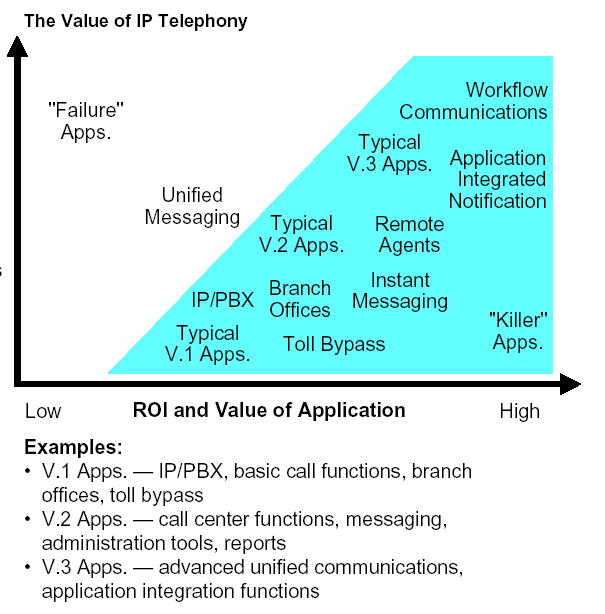 The Value of IP Telephony
"Failure"
Apps.
Workflow
Communications
Typical
V.3 Apps.
Application
Integrated
Notification
Unified
Messaging
Typical
V.2 Apps.
Remote
Agents
IP/PBX
Branch
Offices
Instant
Messaging
Typical
V.1 Apps.
Toll Bypass
"Killer"
Apps.
Low
ROI and Value of Application
High
Examples:
• V.1 Apps. — IP/PBX, basic call functions, branch
offices, toll bypass
• V.2 Apps. — call center functions, messaging,
administration tools, reports
• V.3 Apps. — advanced unified communications,
application integration functions